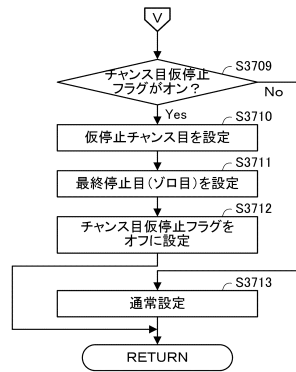 V
チャンス目仮停止
フラグがオン？
S3709
No
Yes
S3710
仮停止チャンス目を設定
S3711
最終停止目(ゾロ目)を設定
S3712
チャンス目仮停止フラグを
オフに設定
S3713
通常設定
RETURN